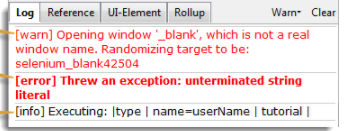 Log Reference UI-Element Rollup Warn▾ Clear
[warn] Opening window '_blank', which is not a real
window name. Randomizing target to be:
selenium_blank42504
[error] Threw an exception: unterminated string
literal
[info] Executing: |type | name=userName | tutorial |